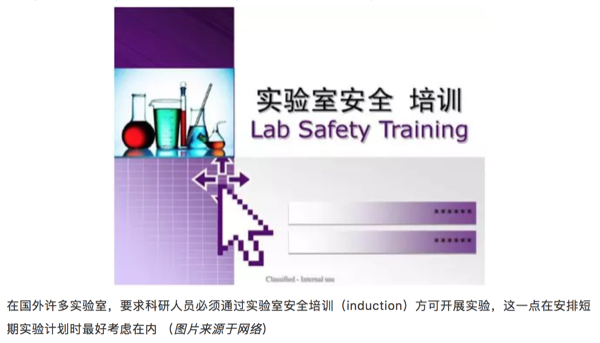 实验室安全 培训
Lab Safety Training
******
******
Classified - Internal use
在国外许多实验室，要求科研人员必须通过实验室安全培训（induction）方可开展实验，这一点在安排短
期实验计划时最好考虑在内 （图片来源于网络）